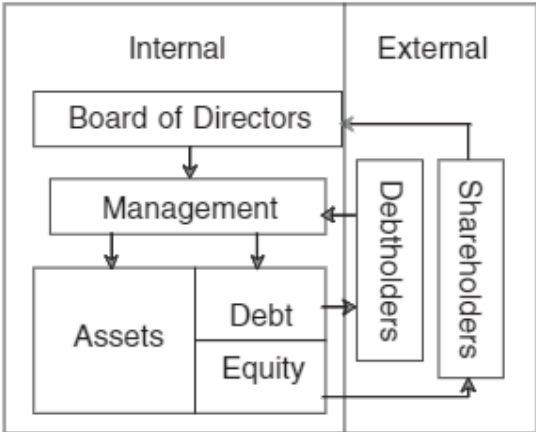 Internal
External
Board of Directors
Management
Debtholders
Shareholders
Assets
Debt
Equity